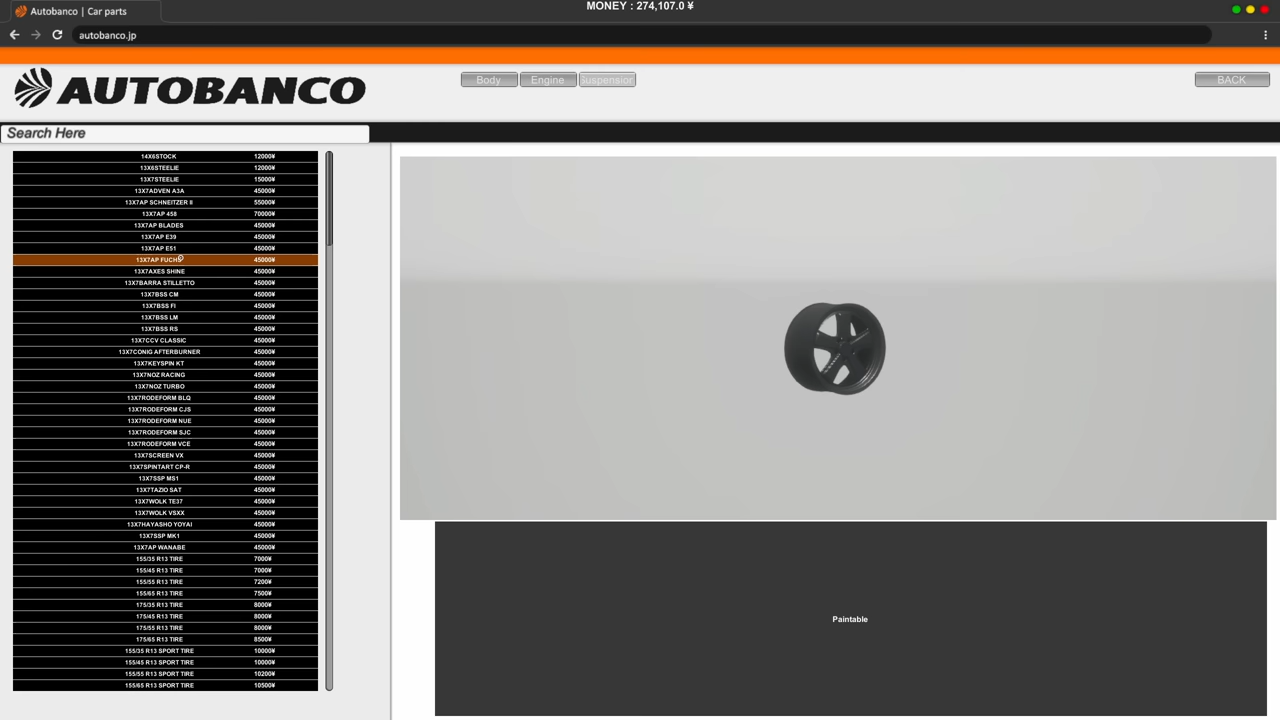 Autobanco | Car parts
MONEY : 274,107.0 ¥
autobanco.jp
AUTOBANCO
Body
Engine
Suspension
BACK
Search Here
14X6STOCK 12000¥
13X6STEELIE 12000¥
13X7STEELIE 15000¥
13X7ADVEN A3A 45000¥
13X7AP SCHNEITZER II 55000¥
13X7AP 458 70000¥
13X7AP BLADES 45000¥
13X7AP E39 45000¥
13X7AP E51 45000¥
13X7AP FUCHS 45000¥
13X7AXES SHINE 45000¥
13X7BARRA STILLETTO 45000¥
13X7BSS CM 45000¥
13X7BSS FI 45000¥
13X7BSS LM 45000¥
13X7BSS RS 45000¥
13X7CCV CLASSIC 45000¥
13X7CONIG AFTERBURNER 45000¥
13X7KEYSPIN KT 45000¥
13X7NOZ RACING 45000¥
13X7NOZ TURBO 45000¥
13X7RODEFORM BLQ 45000¥
13X7RODEFORM CJS 45000¥
13X7RODEFORM NUE 45000¥
13X7RODEFORM SJC 45000¥
13X7RODEFORM VCE 45000¥
13X7SCREEN VX 45000¥
13X7SPINTART CP-R 45000¥
13X7SSP MS1 45000¥
13X7TAZIO SAT 45000¥
13X7WOLK TE37 45000¥
13X7WOLK VSXX 45000¥
13X7HAYASHO YOYAI 45000¥
13X7SSP MK1 45000¥
13X7AP WANABE 45000¥
155/35 R13 TIRE 7000¥
155/45 R13 TIRE 7000¥
155/55 R13 TIRE 7200¥
155/65 R13 TIRE 7500¥
175/35 R13 TIRE 8000¥
175/45 R13 TIRE 8000¥
175/55 R13 TIRE 8000¥
175/65 R13 TIRE 8500¥
155/35 R13 SPORT TIRE 10000¥
155/45 R13 SPORT TIRE 10000¥
155/55 R13 SPORT TIRE 10200¥
155/65 R13 SPORT TIRE 10500¥
Paintable